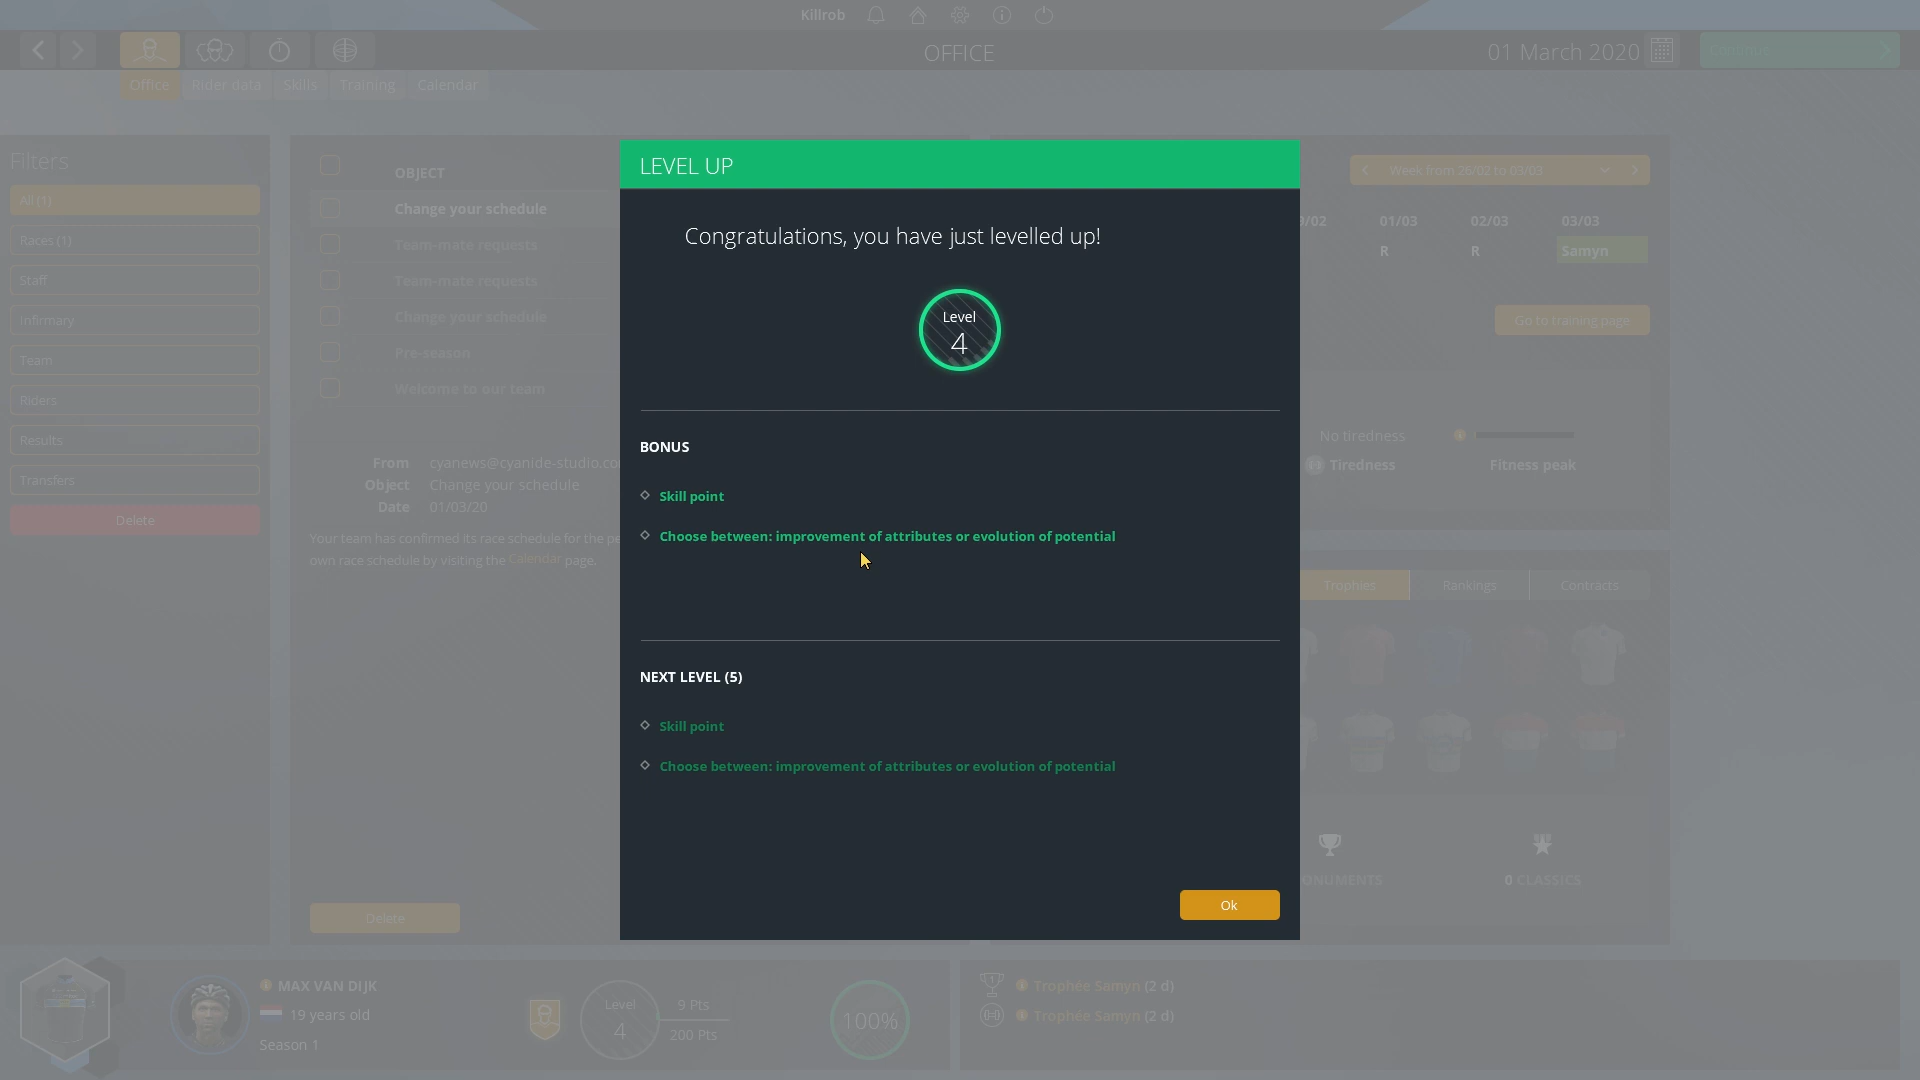 Killrob
OFFICE
01 March 2020
Continue
Office
Rider data
Skills
Training
Calendar
Filters
All (1)
Races (1)
Staff
Infirmary
Team
Riders
Results
Transfers
Delete
OBJECT
Change your schedule
Team-mate requests
Team-mate requests
Change your schedule
Pre-season
Welcome to our team
From cyanews@cyanide-studio.co
Object Change your schedule
Date 01/03/20
Your team has confirmed its race schedule for the pe
own race schedule by visiting the Calendar page.
Delete
LEVEL UP
Congratulations, you have just levelled up!
Level
4
BONUS
Skill point
Choose between: improvement of attributes or evolution of potential
NEXT LEVEL (5)
Skill point
Choose between: improvement of attributes or evolution of potential
Ok
Week from 26/02 to 03/03
/02 01/03 02/03 03/03
R R Samyn
Go to training page
No tiredness
Tiredness
Fitness peak
Trophies
Rankings
Contracts
ONUMENTS
0 CLASSICS
MAX VAN DIJK
19 years old
Season 1
Level
4
9 Pts
200 Pts
100%
Trophée Samyn (2 d)
Trophée Samyn (2 d)